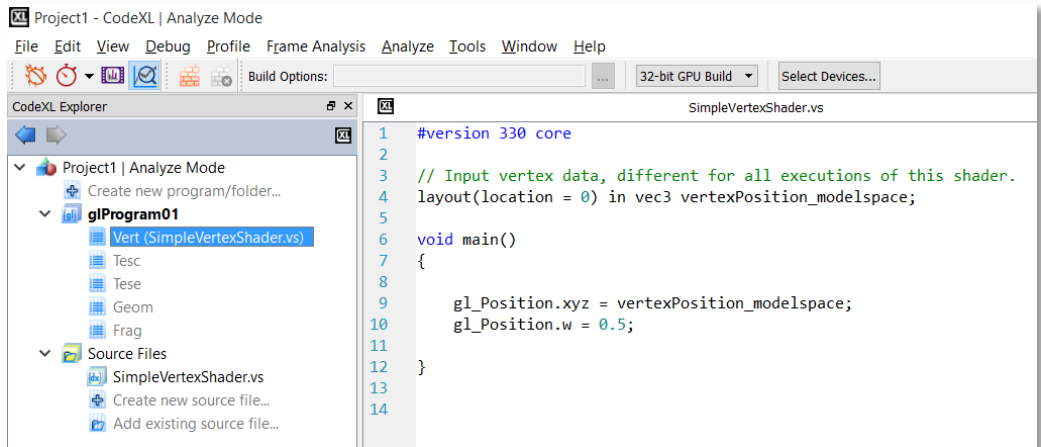 Project1 - CodeXL | Analyze Mode
File Edit View Debug Profile Frame Analysis Analyze Tools Window Help
Build Options: ... 32-bit GPU Build Select Devices...
CodeXL Explorer
SimpleVertexShader.vs
Project1 | Analyze Mode
Create new program/folder...
glProgram01
Vert (SimpleVertexShader.vs)
Tesc
Tese
Geom
Frag
Source Files
SimpleVertexShader.vs
Create new source file...
Add existing source file...
1 #version 330 core
2
3 // Input vertex data, different for all executions of this shader.
4 layout(location = 0) in vec3 vertexPosition_modelspace;
5
6 void main()
7 {
8
9 gl_Position.xyz = vertexPosition_modelspace;
10 gl_Position.w = 0.5;
11
12 }
13
14